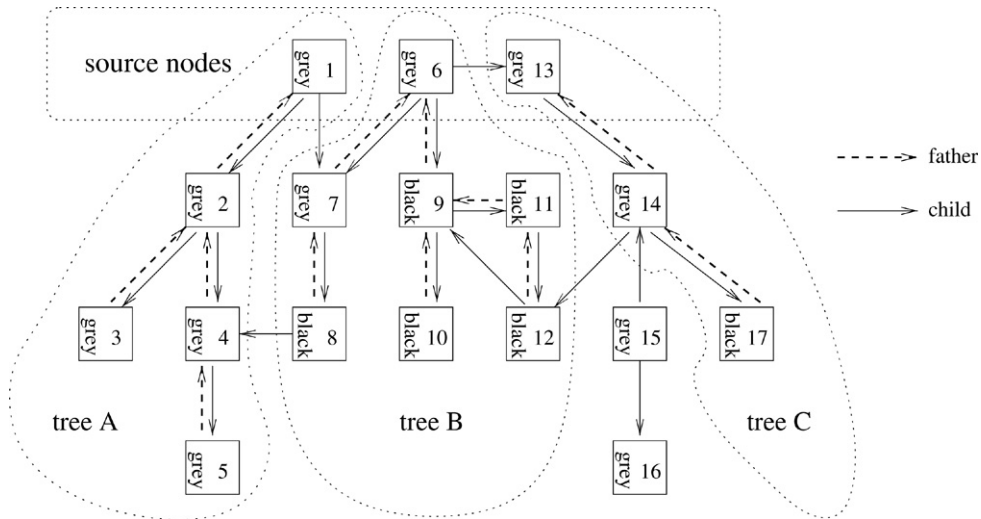 source nodes
grey 1
grey 6
grey 13
father
child
grey 2
grey 7
black 9
black 11
grey 14
grey 3
grey 4
black 8
black 10
black 12
grey 15
black 17
tree A
tree B
tree C
grey 5
grey 16